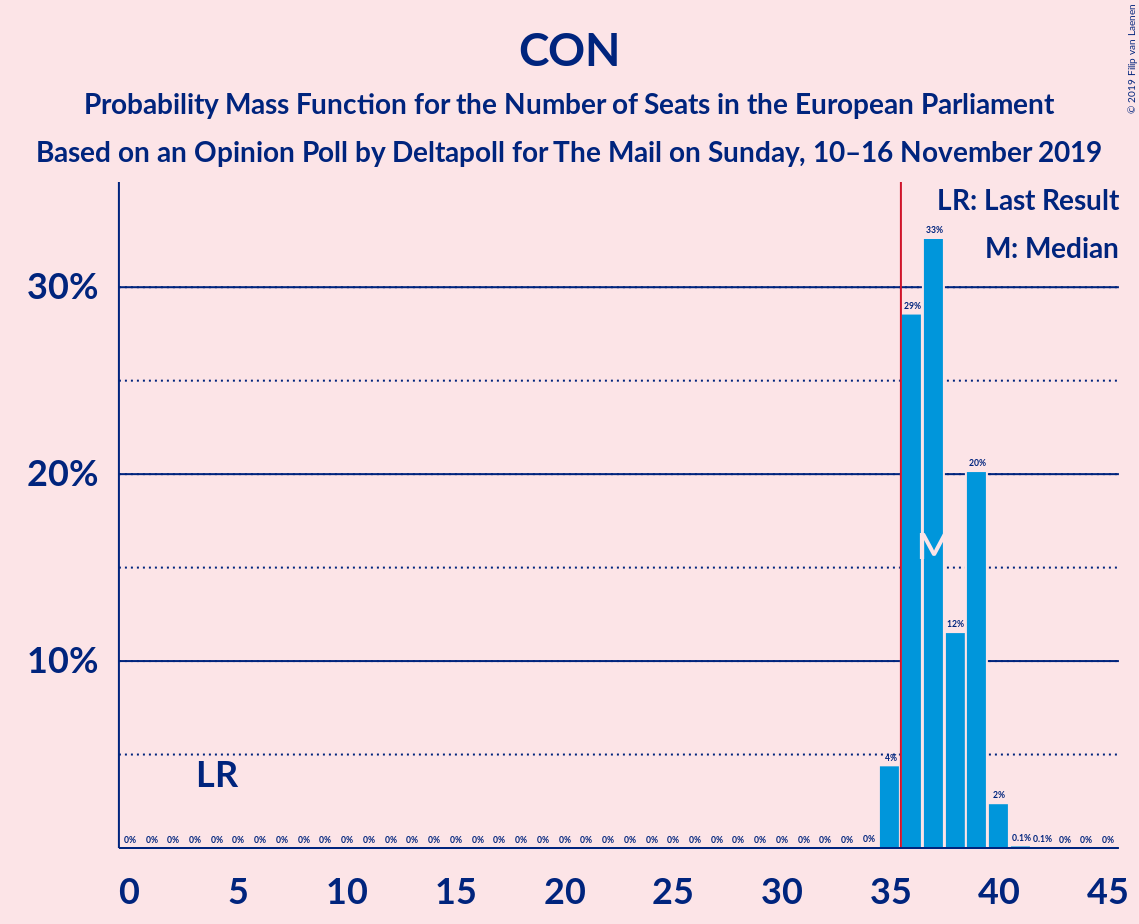 CON
Probability Mass Function for the Number of Seats in the European Parliament
Based on an Opinion Poll by Deltapoll for The Mail on Sunday, 10–16 November 2019
© 2019 Filip van Laenen
LR: Last Result
M: Median
30%
20%
10%
33%
29%
20%
12%
4%
2%
M
LR
0% 0% 0% 0% 0% 0% 0% 0% 0% 0% 0% 0% 0% 0% 0% 0% 0% 0% 0% 0% 0% 0% 0% 0% 0% 0% 0% 0% 0% 0% 0% 0% 0% 0% 0% 0.1% 0.1% 0% 0% 0%
0 5 10 15 20 25 30 35 40 45